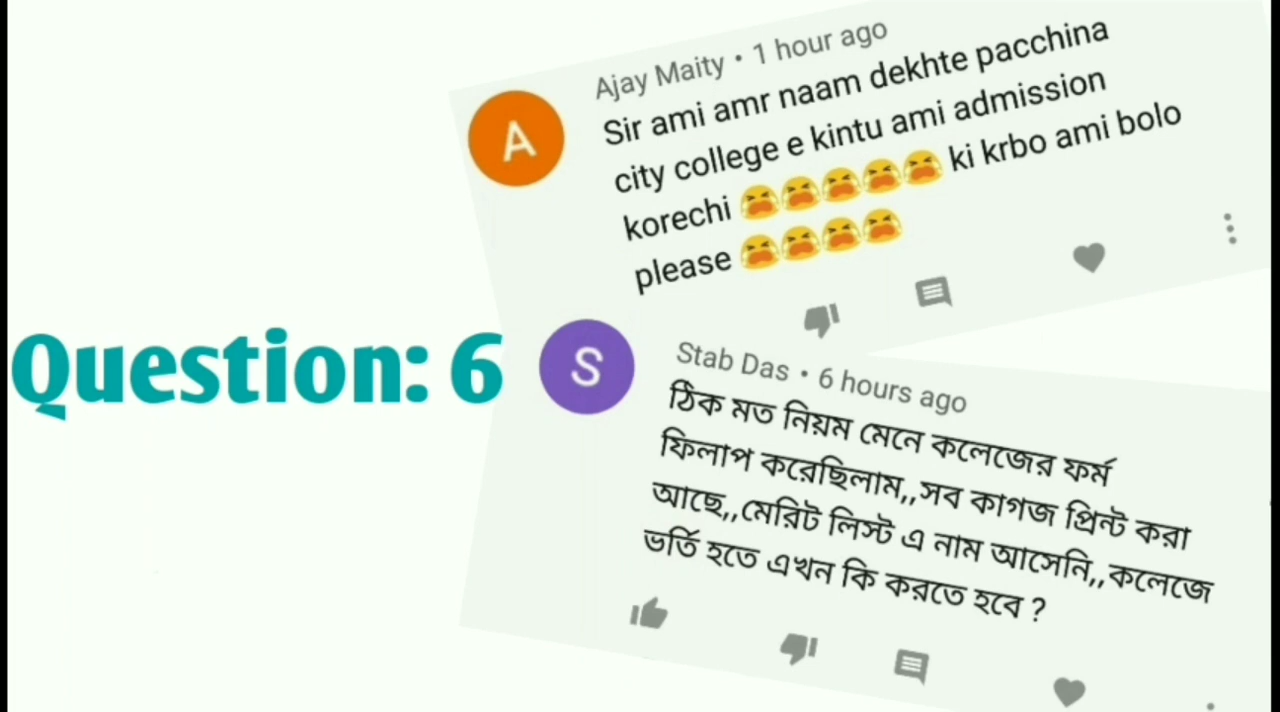 Question: 6
A
Ajay Maity • 1 hour ago
Sir ami amr naam dekhte pacchina
city college e kintu ami admission
korechi 😫😫😫😫😫 ki krbo ami bolo
please 😫😫😫😫
S
Stab Das • 6 hours ago
ঠিক মত নিয়ম মেনে কলেজের ফর্ম
ফিলাপ করেছিলাম,,সব কাগজ প্রিন্ট করা
আছে,,মেরিট লিস্ট এ নাম আসেনি,,কলেজে
ভর্তি হতে এখন কি করতে হবে ?